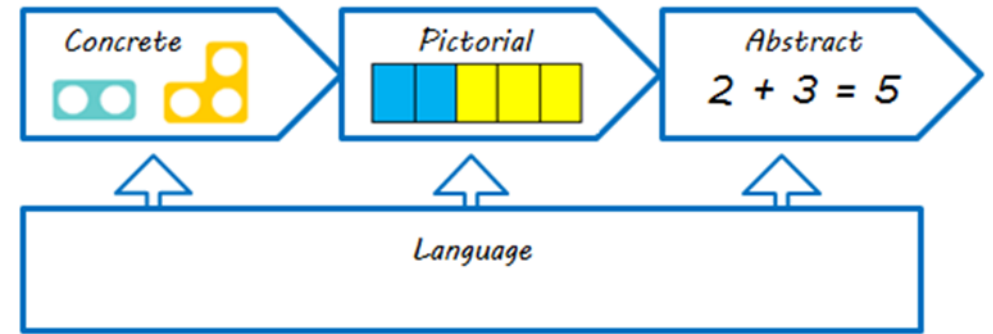 Concrete
Pictorial
Abstract
2 + 3 = 5
Language